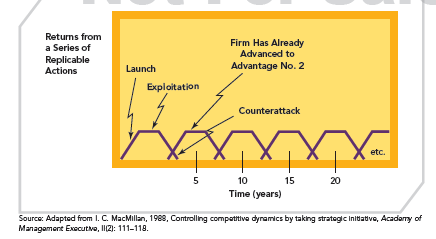 Returns from
a Series of
Replicable
Actions
Launch
Exploitation
Firm Has Already
Advanced to
Advantage No. 2
Counterattack
etc.
5 10 15 20
Time (years)
Source: Adapted from I. C. MacMillan, 1988, Controlling competitive dynamics by taking strategic initiative, Academy of
Management Executive, II(2): 111–118.